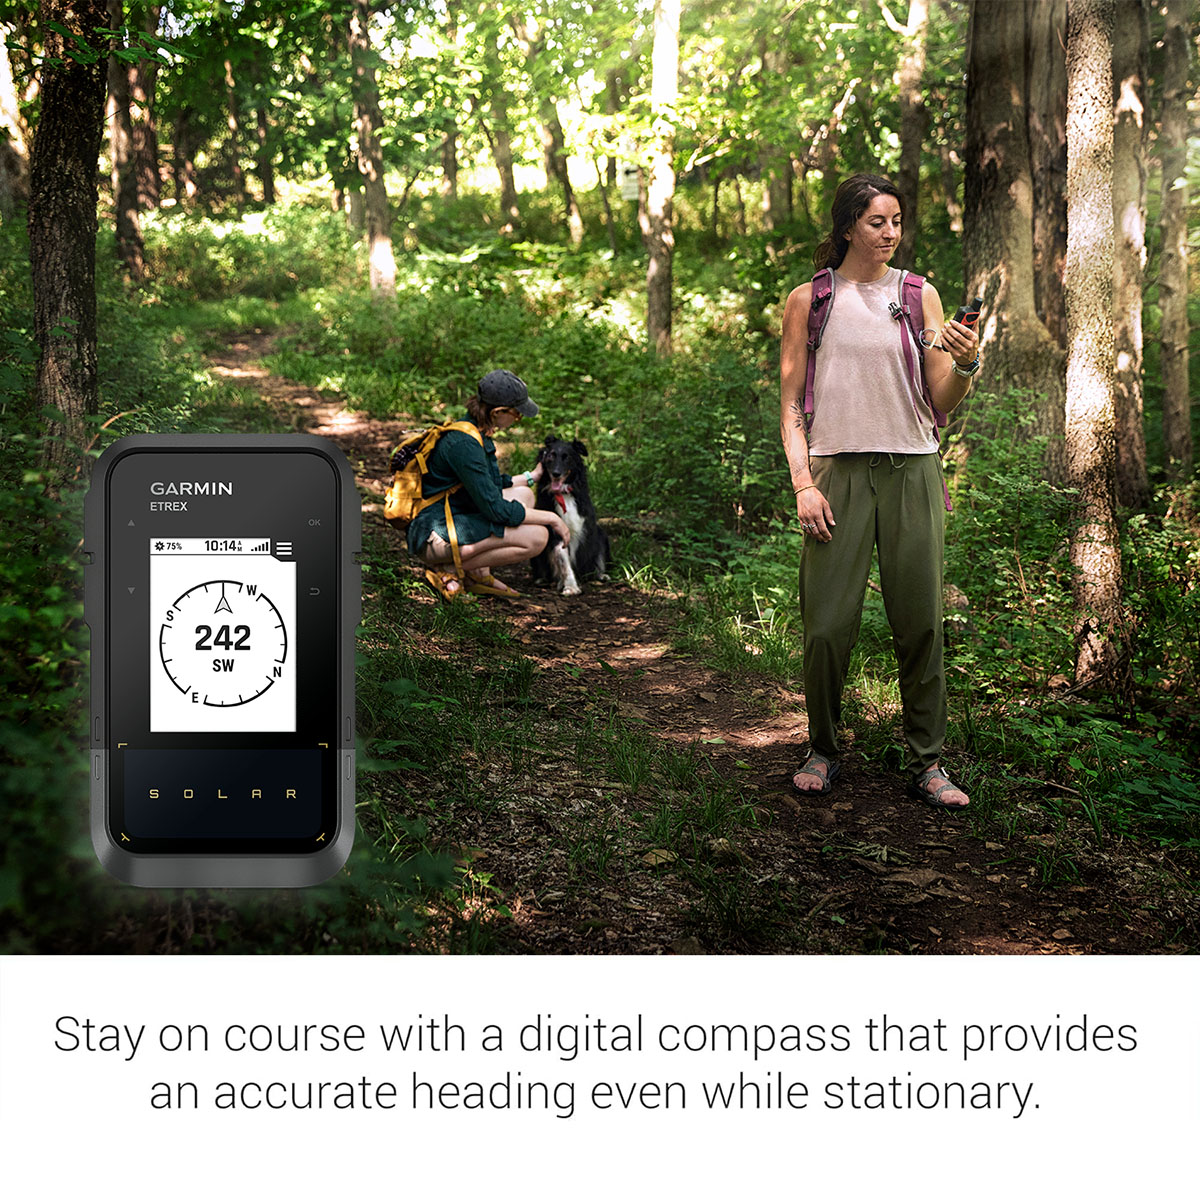 GARMIN
ETREX
OK
75% 10:14 AM
W
S
242
SW
N
E
SOLAR
Stay on course with a digital compass that provides
an accurate heading even while stationary.